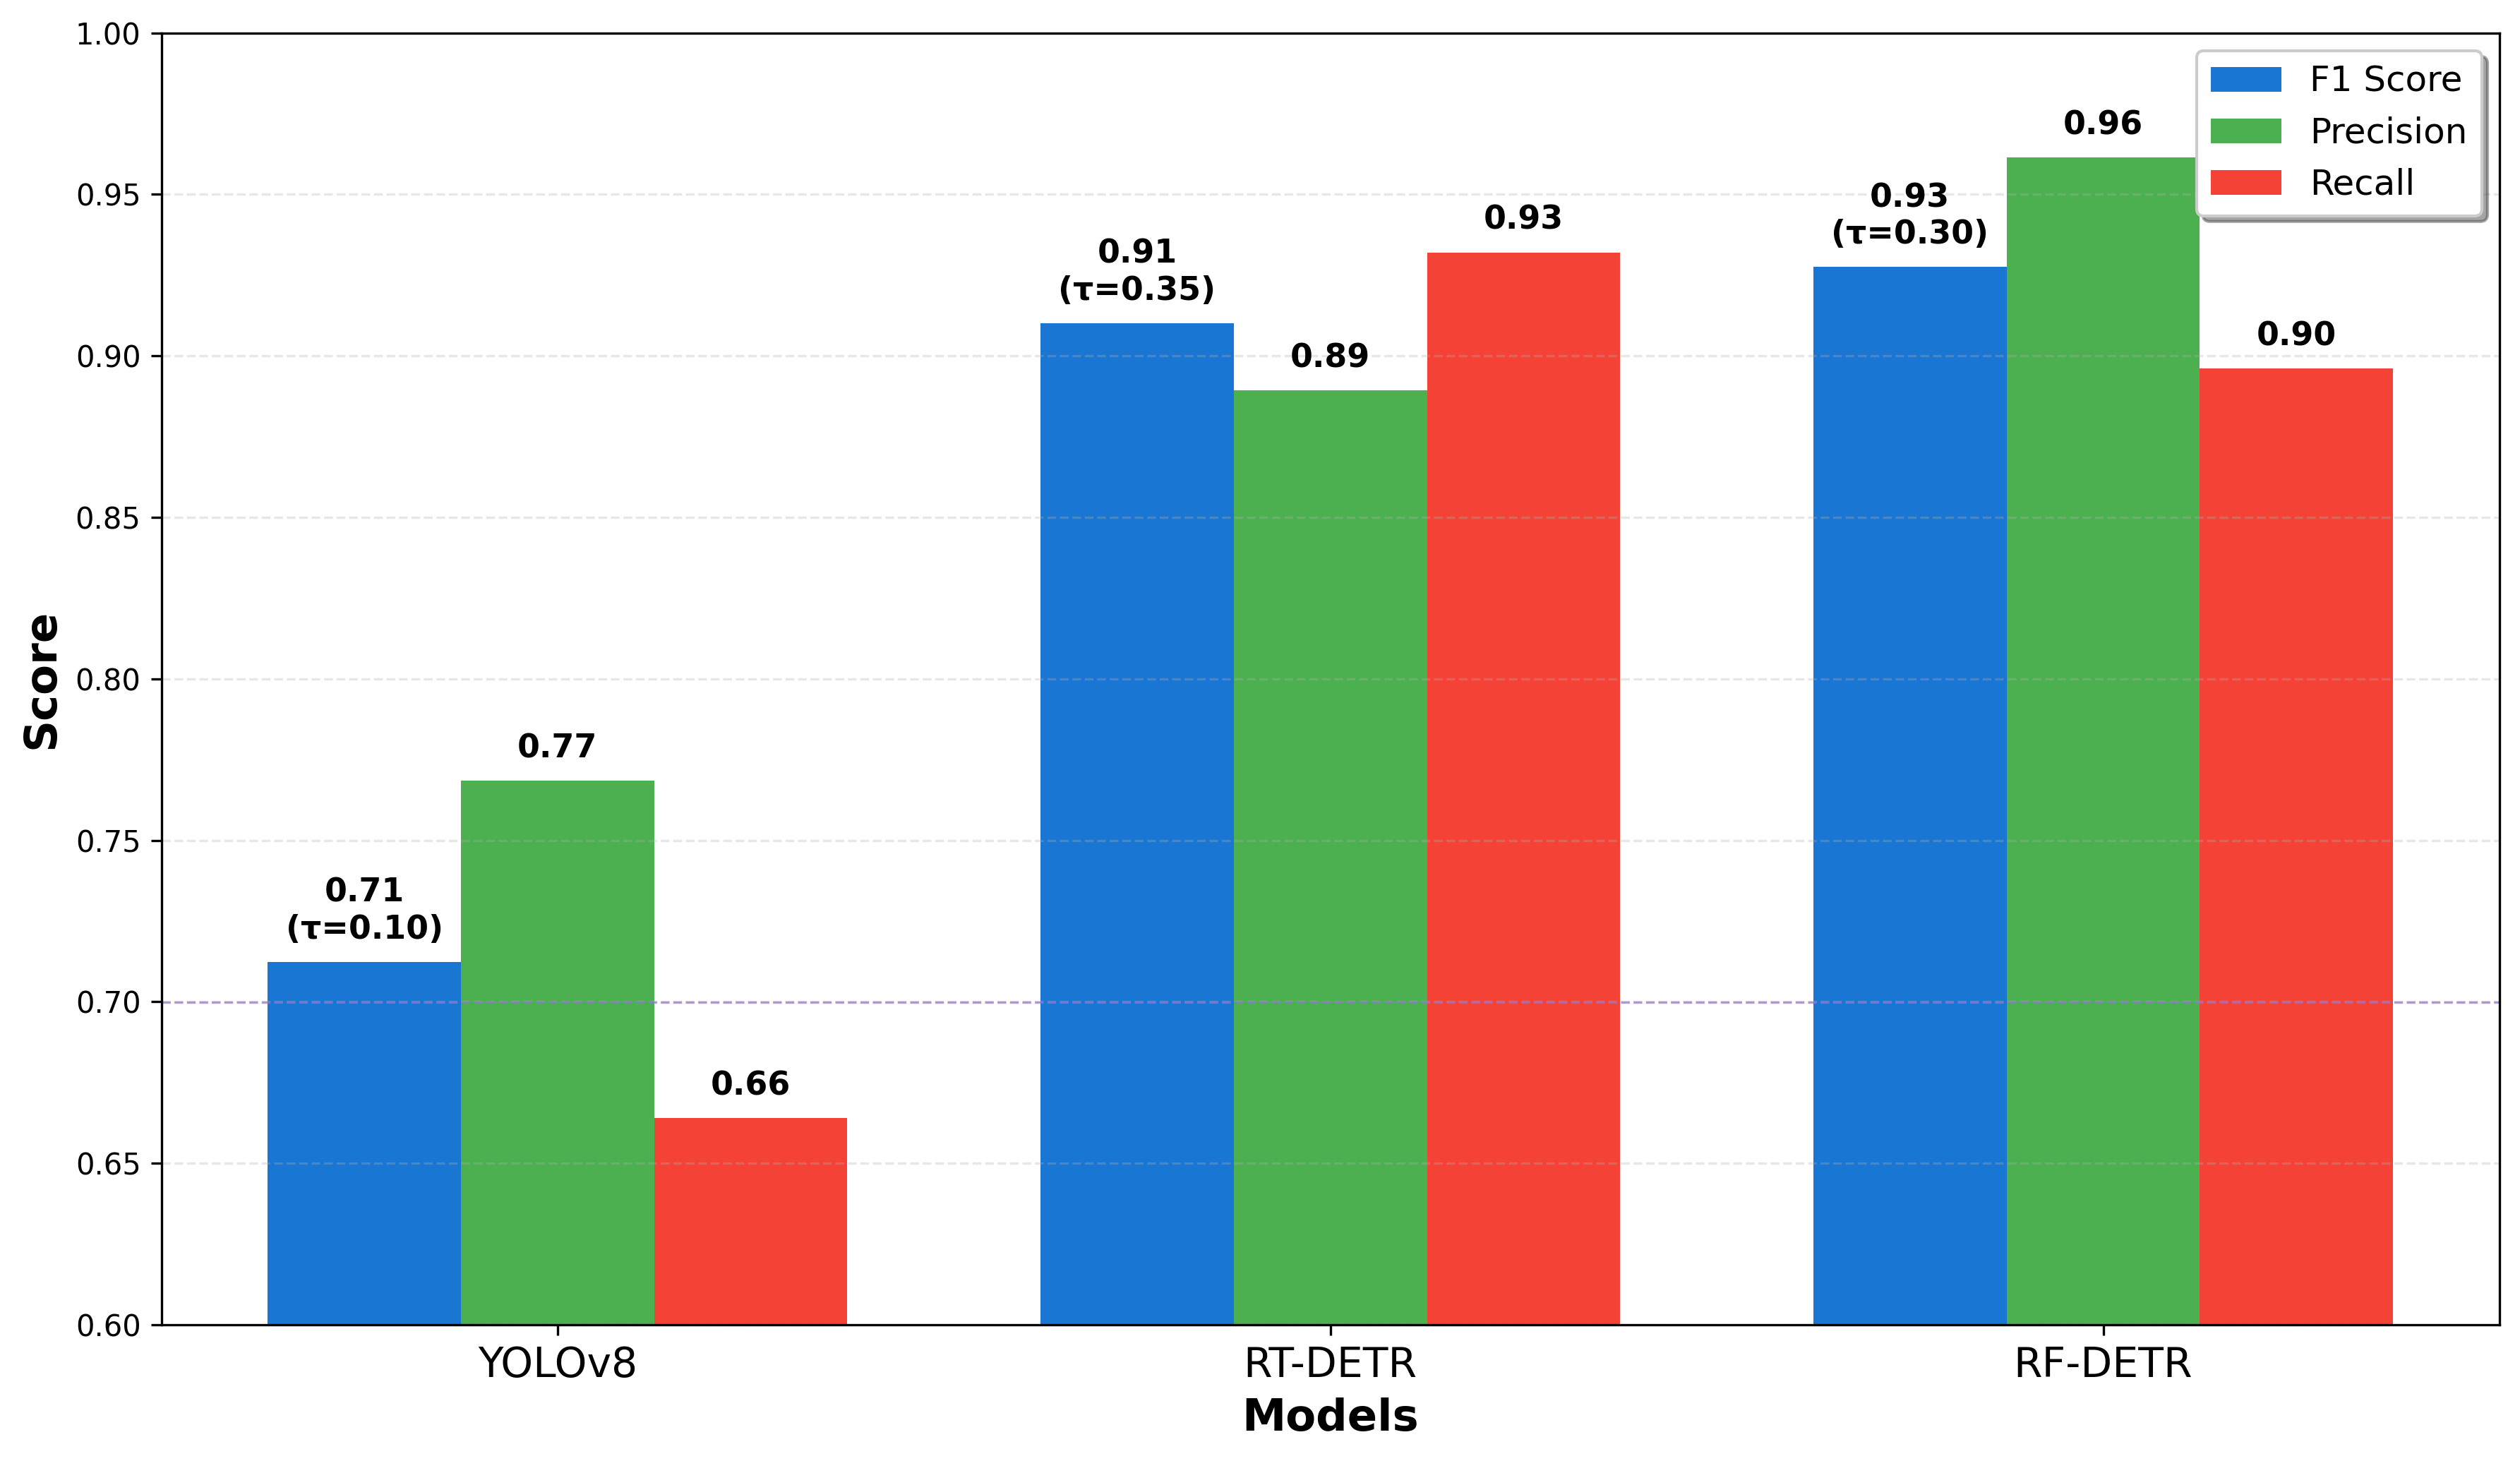 1.00
0.95
0.90
0.85
0.80
0.75
0.70
0.65
0.60
Score
F1 Score
Precision
Recall
0.71
(τ=0.10)
0.77
0.66
0.91
(τ=0.35)
0.89
0.93
0.93
(τ=0.30)
0.96
0.90
YOLOv8
RT-DETR
RF-DETR
Models